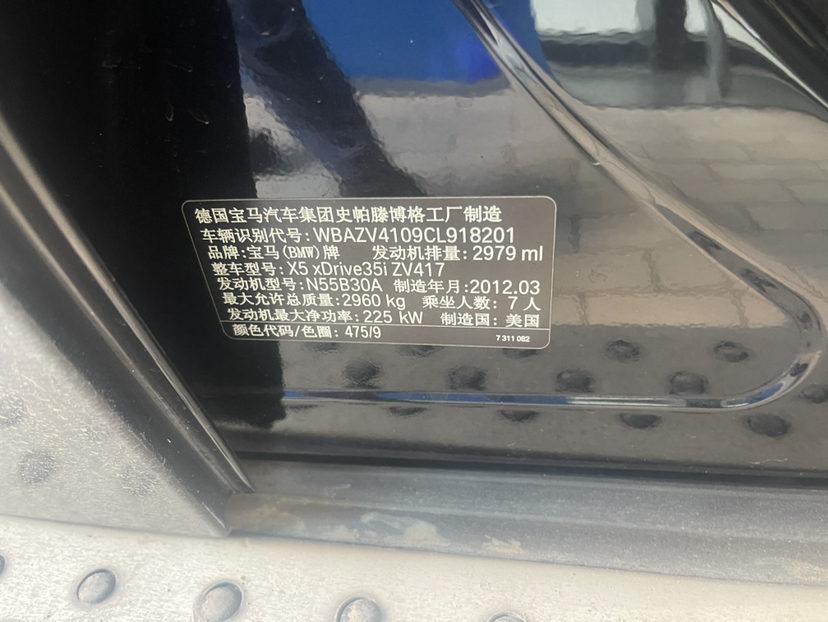 德国宝马汽车集团史帕滕博格工厂制造
车辆识别代号: WBAZV4109CL918201
品牌: 宝马(BMW)牌 发动机排量: 2979 ml
整车型号: X5 xDrive35i ZV417
发动机型号: N55B30A 制造年月: 2012.03
最大允许总质量: 2960 kg 乘坐人数: 7 人
发动机最大净功率: 225 kW 制造国: 美国
颜色代码/色圈: 475/9 7 311 082